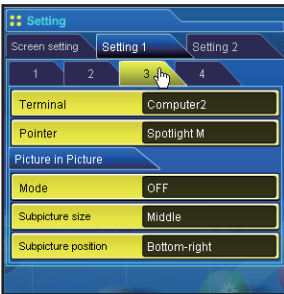 Setting
Screen setting Setting 1 Setting 2
1 2 3 4
Terminal Computer2
Pointer Spotlight M
Picture in Picture
Mode OFF
Subpicture size Middle
Subpicture position Bottom-right